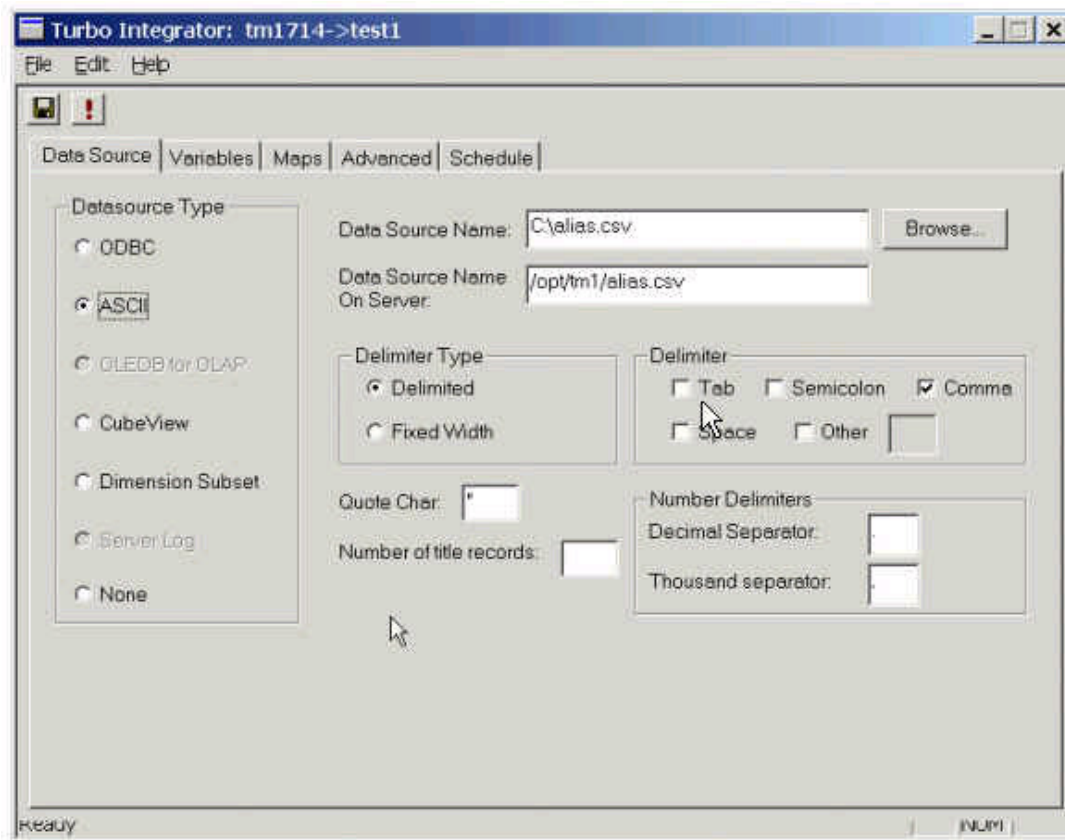 Turbo Integrator: tm1714->test1
File Edit Help
Data Source Variables Maps Advanced Schedule
Datasource Type
ODBC
ASCII
OLEDB for OLAP
CubeView
Dimension Subset
Server Log
None
Data Source Name: C:\alias.csv Browse...
Data Source Name
On Server: /opt/tm1/alias.csv
Delimiter Type
Delimited
Fixed Width
Delimiter
Tab Semicolon Comma
Space Other
Quote Char:
Number of title records:
Number Delimiters
Decimal Separator: .
Thousand separator:
Ready NUM